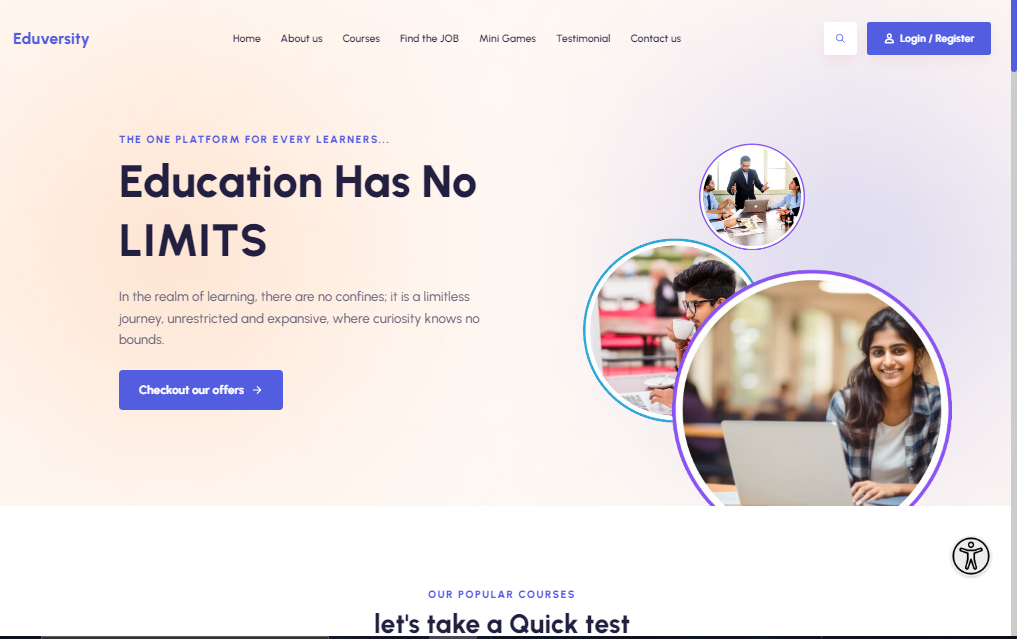 Eduversity
Home About us Courses Find the JOB Mini Games Testimonial Contact us
Login / Register
THE ONE PLATFORM FOR EVERY LEARNERS...
Education Has No
LIMITS
In the realm of learning, there are no confines; it is a limitless
journey, unrestricted and expansive, where curiosity knows no
bounds.
Checkout our offers
OUR POPULAR COURSES
let's take a Quick test